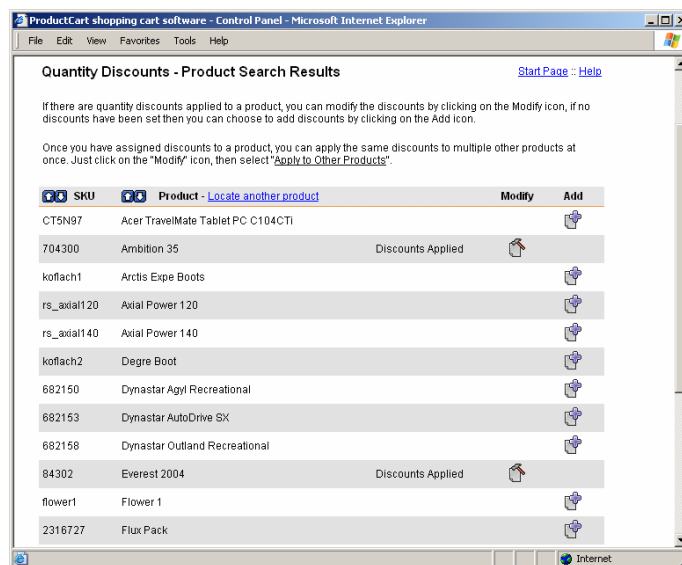 ProductCart shopping cart software - Control Panel - Microsoft Internet Explorer
File Edit View Favorites Tools Help
Quantity Discounts - Product Search Results Start Page :: Help
If there are quantity discounts applied to a product, you can modify the discounts by clicking on the Modify icon, if no
discounts have been set then you can choose to add discounts by clicking on the Add icon.
Once you have assigned discounts to a product, you can apply the same discounts to multiple other products at
once. Just click on the "Modify" icon, then select "Apply to Other Products".
SKU Product - Locate another product Modify Add
CT5N97 Acer TravelMate Tablet PC C104CTi
704300 Ambition 35 Discounts Applied
koflach1 Arctis Expe Boots
rs_axial120 Axial Power 120
rs_axial140 Axial Power 140
koflach2 Degre Boot
682150 Dynastar Agyl Recreational
682153 Dynastar AutoDrive SX
682158 Dynastar Outland Recreational
84302 Everest 2004 Discounts Applied
flower1 Flower 1
2316727 Flux Pack
Internet